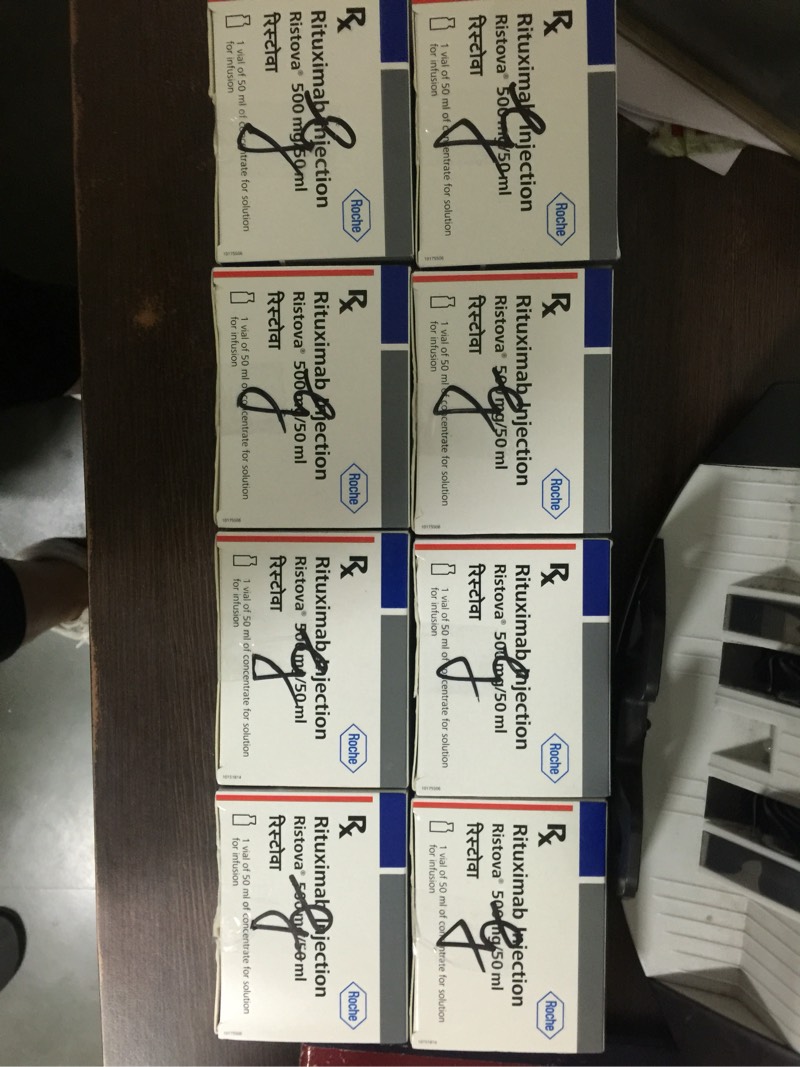 Rx
Rituximab Injection
Ristova® 500 mg/50 ml
रिस्टोवा
1 vial of 50 ml of concentrate for solution
for infusion
Roche
Rx
Rituximab Injection
Ristova® 500 mg/50 ml
रिस्टोवा
1 vial of 50 ml of concentrate for solution
for infusion
Roche
Rx
Rituximab Injection
Ristova® 500 mg/50 ml
रिस्टोवा
1 vial of 50 ml of concentrate for solution
for infusion
Roche
Rx
Rituximab Injection
Ristova® 500 mg/50 ml
रिस्टोवा
1 vial of 50 ml of concentrate for solution
for infusion
Roche
Rx
Rituximab Injection
Ristova® 500 mg/50 ml
रिस्टोवा
1 vial of 50 ml of concentrate for solution
for infusion
Roche
Rx
Rituximab Injection
Ristova® 500 mg/50 ml
रिस्टोवा
1 vial of 50 ml of concentrate for solution
for infusion
Roche
Rx
Rituximab Injection
Ristova® 500 mg/50 ml
रिस्टोवा
1 vial of 50 ml of concentrate for solution
for infusion
Roche
Rx
Rituximab Injection
Ristova® 500 mg/50 ml
रिस्टोवा
1 vial of 50 ml of concentrate for solution
for infusion
Roche